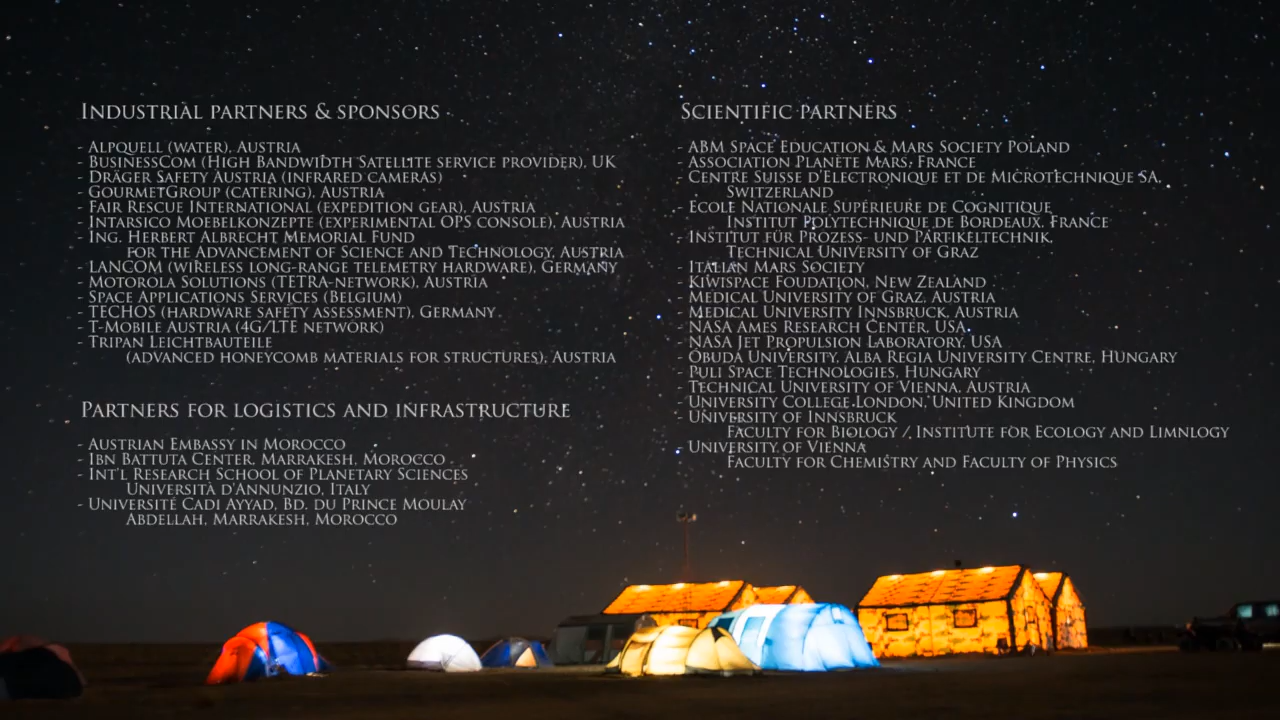 INDUSTRIAL PARTNERS & SPONSORS
- ALPQUELL (WATER), AUSTRIA
- BUSINESSCOM (HIGH BANDWIDTH SATELLITE SERVICE PROVIDER), UK
- DRÄGER SAFETY AUSTRIA (INFRARED CAMERAS)
- GOURMETGROUP (CATERING), AUSTRIA
- FAIR RESCUE INTERNATIONAL (EXPEDITION GEAR), AUSTRIA
- INTARSICO MOEBELKONZEPTE (EXPERIMENTAL OPS CONSOLE), AUSTRIA
- ING. HERBERT ALBRECHT MEMORIAL FUND
FOR THE ADVANCEMENT OF SCIENCE AND TECHNOLOGY, AUSTRIA
- LANCOM (WIRELESS LONG-RANGE TELEMETRY HARDWARE), GERMANY
- MOTOROLA SOLUTIONS (TETRA-NETWORK), AUSTRIA
- SPACE APPLICATIONS SERVICES (BELGIUM)
- TECHOS (HARDWARE SAFETY ASSESSMENT), GERMANY
- T-MOBILE AUSTRIA (4G/LTE NETWORK)
- TRIPAN LEICHTBAUTEILE
(ADVANCED HONEYCOMB MATERIALS FOR STRUCTURES), AUSTRIA
PARTNERS FOR LOGISTICS AND INFRASTRUCTURE
- AUSTRIAN EMBASSY IN MOROCCO
- IBN BATTUTA CENTER, MARRAKESH, MOROCCO
- INT'L RESEARCH SCHOOL OF PLANETARY SCIENCES
UNIVERSITÀ D'ANNUNZIO, ITALY
- UNIVERSITÉ CADI AYYAD, BD. DU PRINCE MOULAY
ABDELLAH, MARRAKESH, MOROCCO
SCIENTIFIC PARTNERS
- ABM SPACE EDUCATION & MARS SOCIETY POLAND
- ASSOCIATION PLANÈTE MARS, FRANCE
- CENTRE SUISSE D'ELECTRONIQUE ET DE MICROTECHNIQUE SA,
SWITZERLAND
- ECOLE NATIONALE SUPÉRIEURE DE COGNITIQUE
INSTITUT POLYTECHNIQUE DE BORDEAUX, FRANCE
- INSTITUT FÜR PROZESS- UND PARTIKELTECHNIK,
TECHNICAL UNIVERSITY OF GRAZ
- ITALIAN MARS SOCIETY
- KIWISPACE FOUDATION, NEW ZEALAND
- MEDICAL UNIVERSITY OF GRAZ, AUSTRIA
- MEDICAL UNIVERSITY INNSBRUCK, AUSTRIA
- NASA AMES RESEARCH CENTER, USA
- NASA JET PROPULSION LABORATORY, USA
- ÓBUDA UNIVERSITY, ALBA REGIA UNIVERSITY CENTRE, HUNGARY
- PULI SPACE TECHNOLOGIES, HUNGARY
- TECHNICAL UNIVERSITY OF VIENNA, AUSTRIA
- UNIVERSITY COLLEGE LONDON, UNITED KINGDOM
- UNIVERSITY OF INNSBRUCK
FACULTY FOR BIOLOGY / INSTITUTE FOR ECOLOGY AND LIMNLOGY
- UNIVERSITY OF VIENNA
FACULTY FOR CHEMISTRY AND FACULTY OF PHYSICS